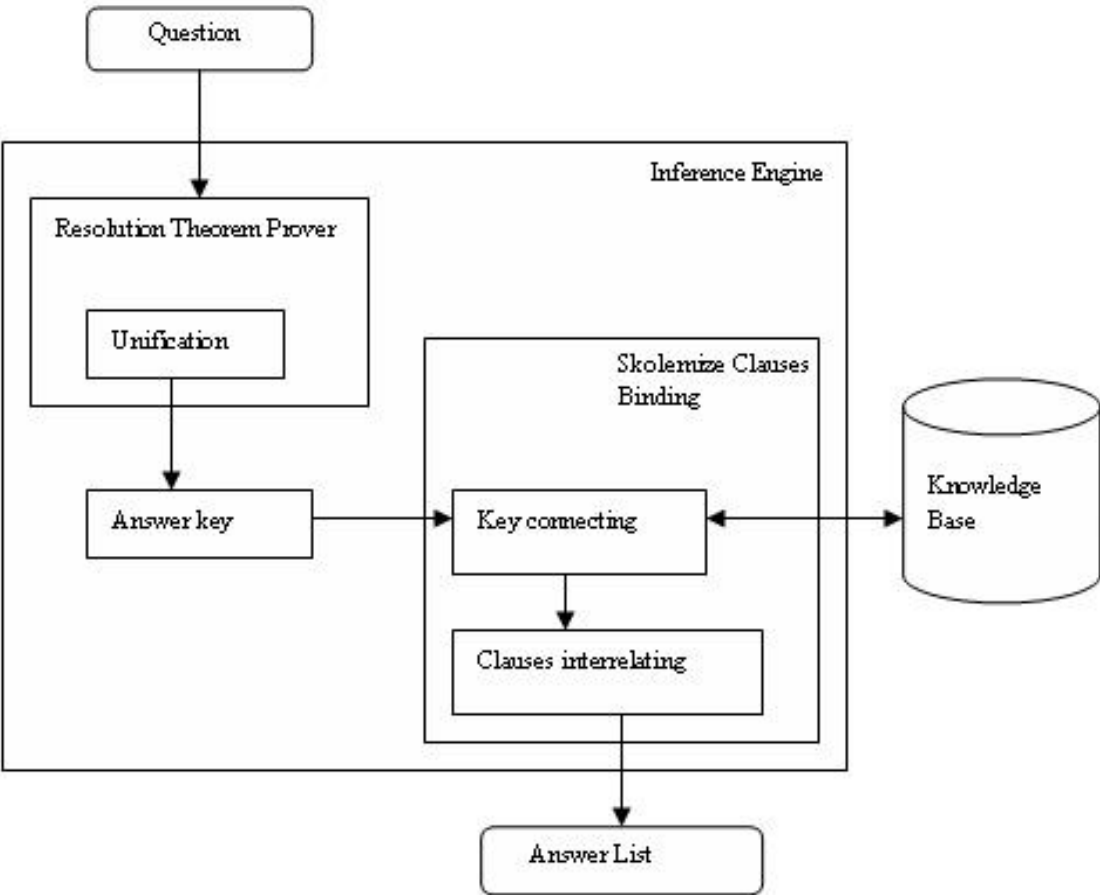 Question
Inference Engine
Resolution Theorem Prover
Unification
Skolemize Clauses
Binding
Answer key
Key connecting
Knowledge
Base
Clauses interrelating
Answer List